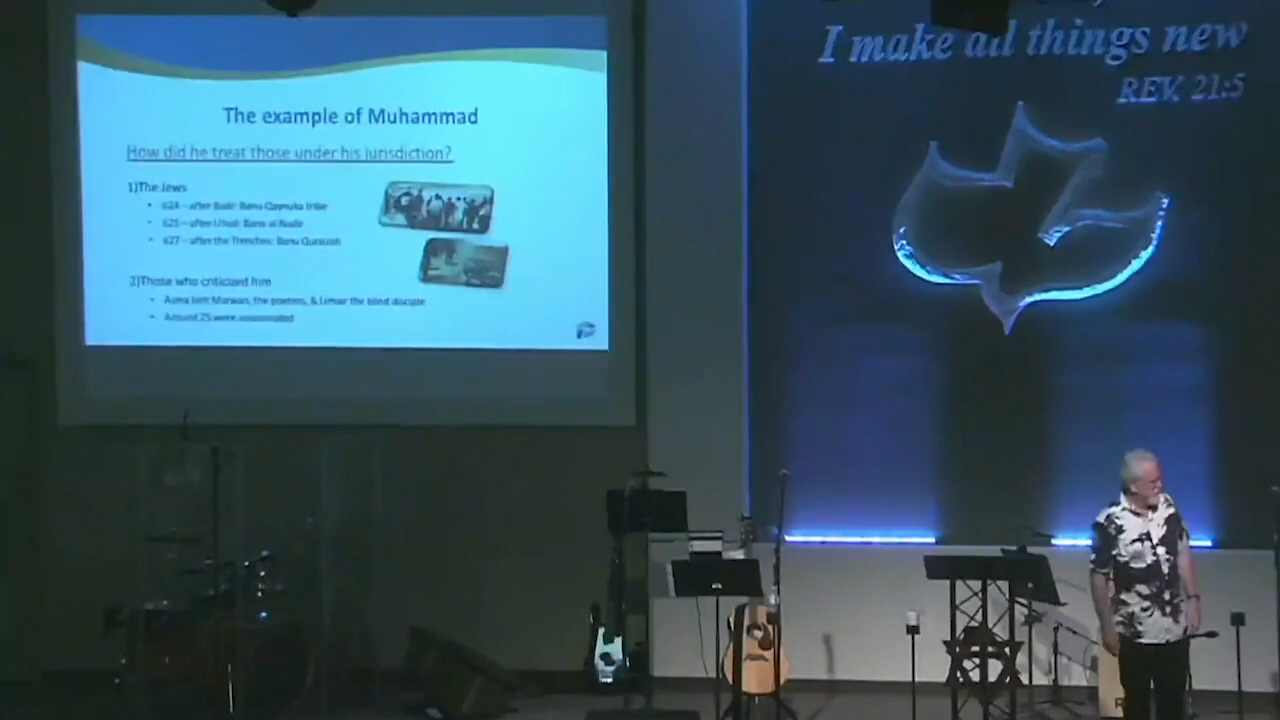 The example of Muhammad
How did he treat those under his jurisdiction?
1)The Jews
• 624 – after Badr: Banu Qaynuka tribe
• 625 – after Uhud: Banu al Nadir
• 627 – after the Trenches: Banu Quraizah
2)Those who criticized him
• Asma bint Marwan, the poetess, & Umair the blind disciple
• Around 25 were assassinated
I make all things new
REV. 21:5